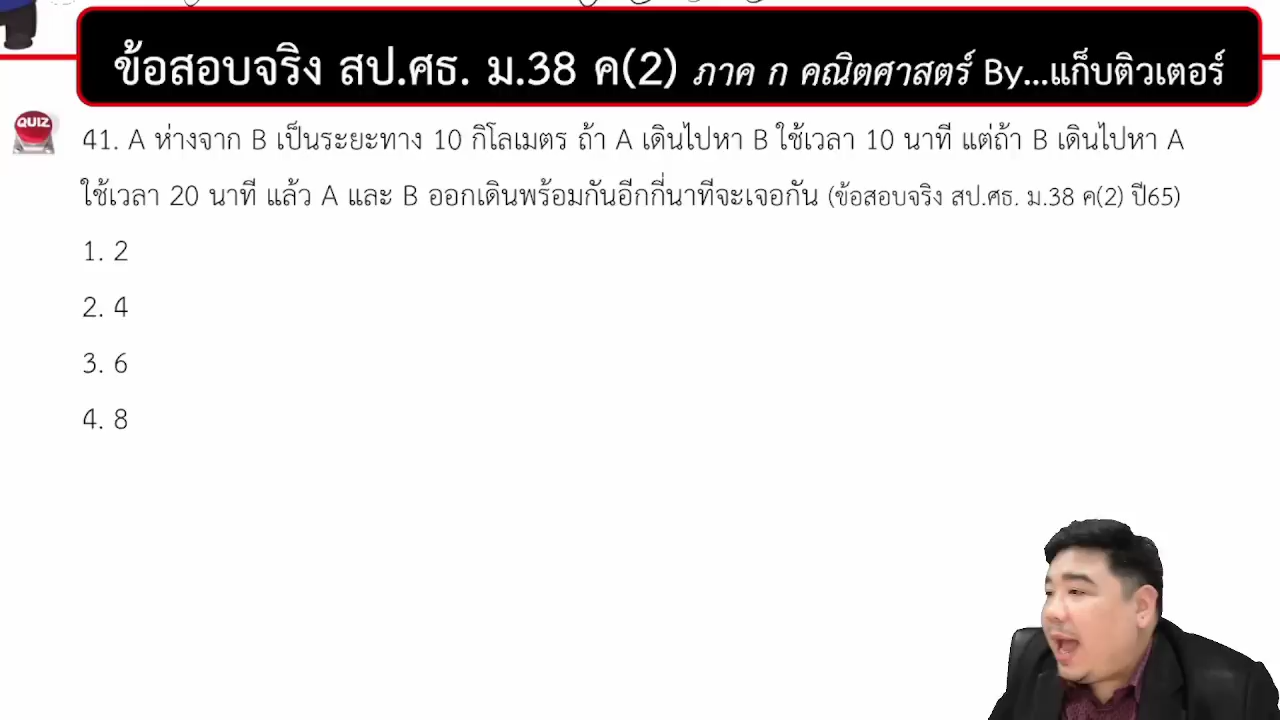 ข้อสอบจริง สป.ศธ. ม.38 ค(2) ภาค ก คณิตศาสตร์ By...แก็บติวเตอร์
QUIZ
41. A ห่างจาก B เป็นระยะทาง 10 กิโลเมตร ถ้า A เดินไปหา B ใช้เวลา 10 นาที แต่ถ้า B เดินไปหา A
ใช้เวลา 20 นาที แล้ว A และ B ออกเดินพร้อมกันอีกกี่นาทีจะเจอกัน (ข้อสอบจริง สป.ศธ. ม.38 ค(2) ปี65)
1. 2
2. 4
3. 6
4. 8